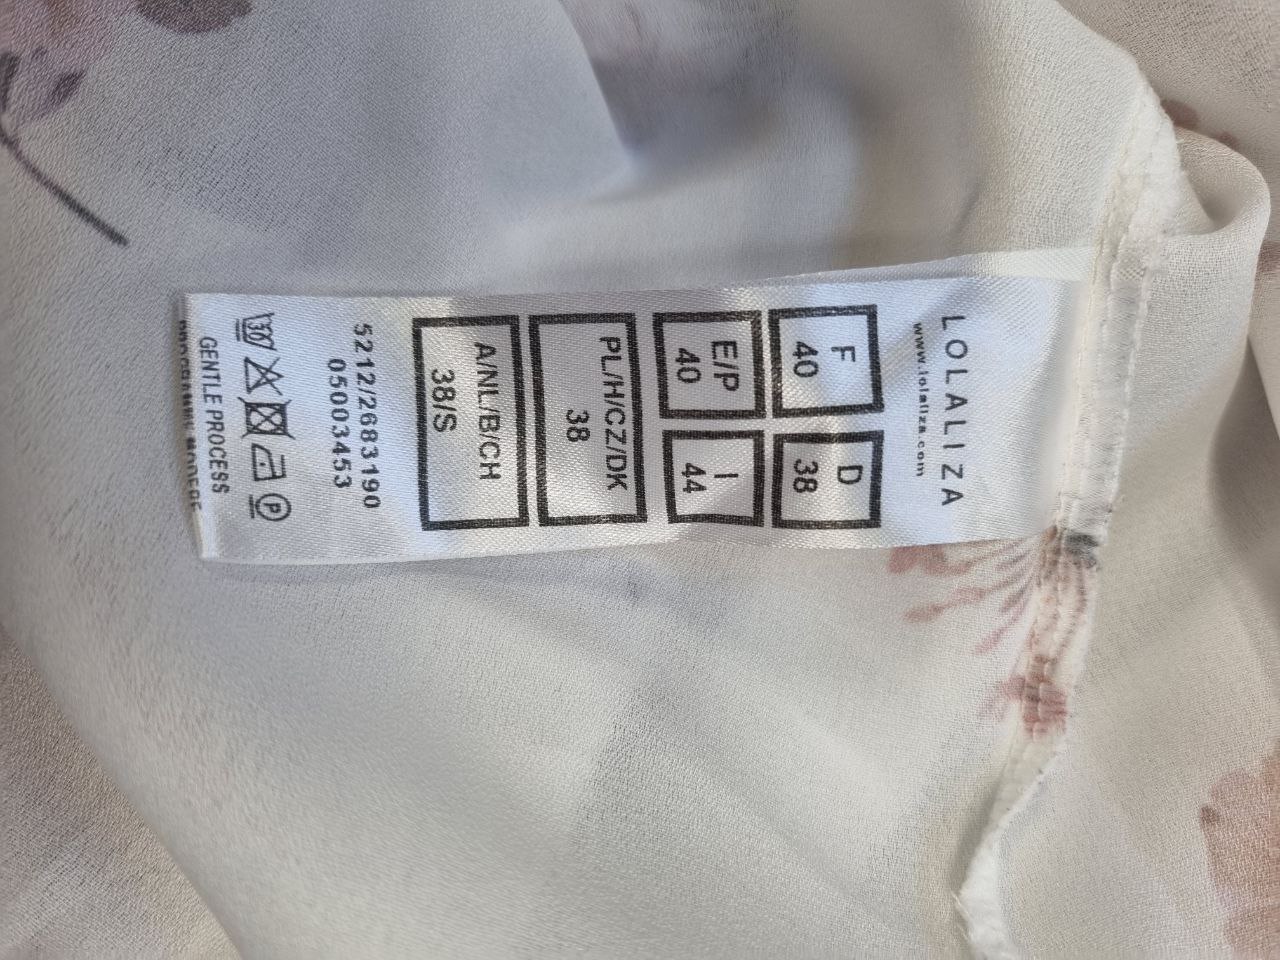 LOLALIZA
www.lolaliza.com
F
40
D
38
E/P
40
I
44
PL/H/CZ/DK
38
A/NL/B/CH
38/S
5212/2683190
05003453
30
P
GENTLE PROCESS